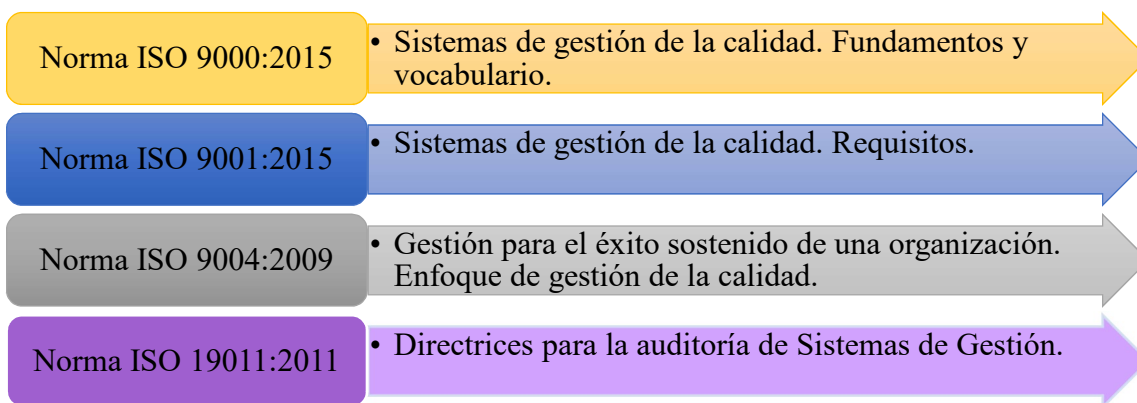 Norma ISO 9000:2015
• Sistemas de gestión de la calidad. Fundamentos y
vocabulario.
Norma ISO 9001:2015
• Sistemas de gestión de la calidad. Requisitos.
Norma ISO 9004:2009
• Gestión para el éxito sostenido de una organización.
Enfoque de gestión de la calidad.
Norma ISO 19011:2011
• Directrices para la auditoría de Sistemas de Gestión.